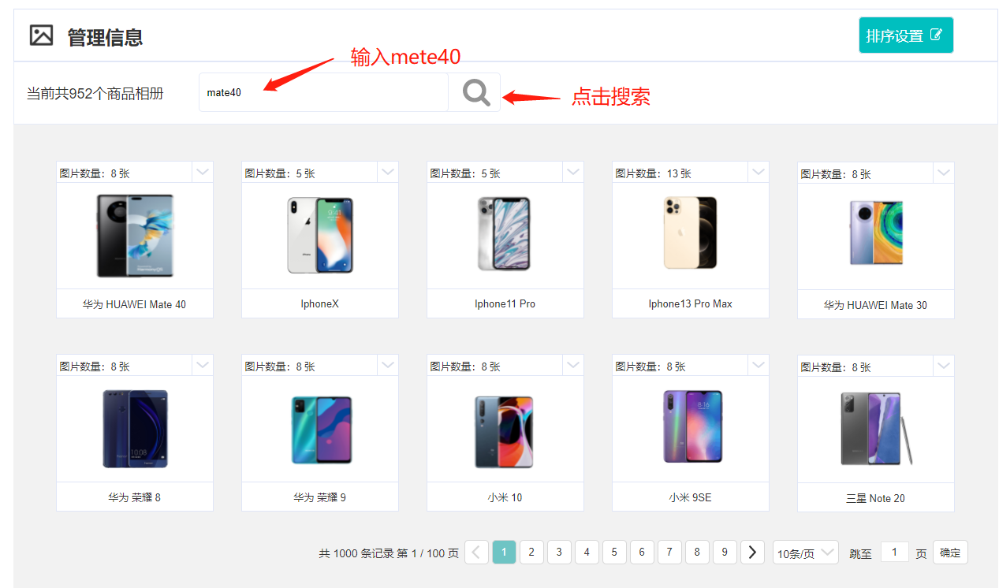 管理信息
排序设置
输入mete40
当前共952个商品相册
mate40
点击搜索
图片数量：8 张
图片数量：5 张
图片数量：5 张
图片数量：13 张
图片数量：8 张
9:41
华为 HUAWEI Mate 40
IphoneX
Iphone11 Pro
Iphone13 Pro Max
华为 HUAWEI Mate 30
图片数量：8 张
图片数量：8 张
图片数量：8 张
图片数量：8 张
图片数量：8 张
10:08
8:16
华为 荣耀 8
华为 荣耀 9
小米 10
小米 9SE
三星 Note 20
共 1000 条记录 第 1 / 100 页
1
2
3
4
5
6
7
8
9
10条/页
跳至
1
页
确定